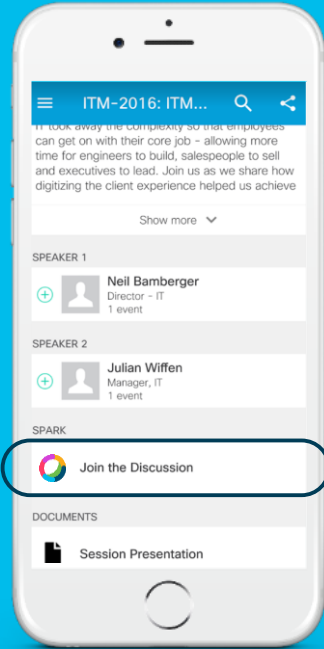 ITM-2016: ITM...
IT took away the complexity so that employees
can get on with their core job - allowing more
time for engineers to build, salespeople to sell
and executives to lead. Join us as we share how
digitizing the client experience helped us achieve
Show more
SPEAKER 1
Neil Bamberger
Director - IT
1 event
SPEAKER 2
Julian Wiffen
Manager, IT
1 event
SPARK
Join the Discussion
DOCUMENTS
Session Presentation